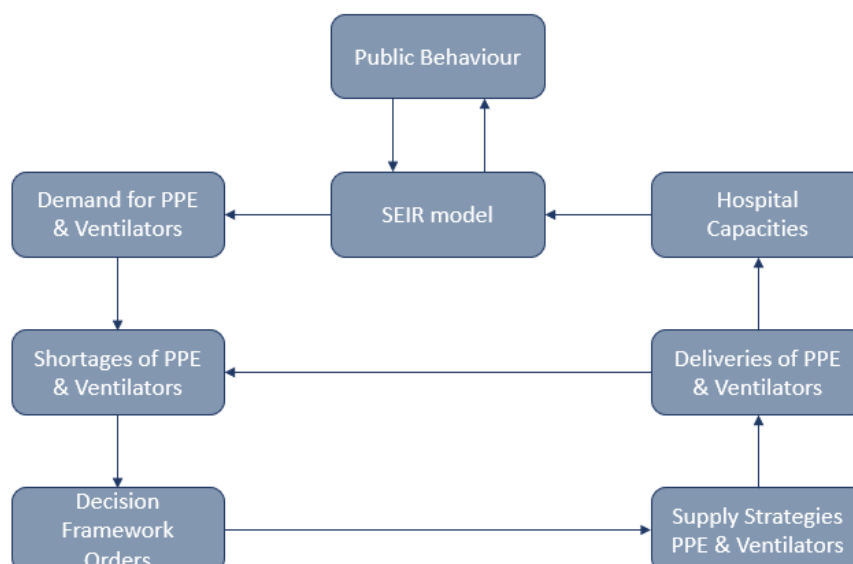 Public Behaviour
Demand for PPE
& Ventilators
SEIR model
Hospital
Capacities
Shortages of PPE
& Ventilators
Deliveries of PPE
& Ventilators
Decision
Framework
Orders
Supply Strategies
PPE & Ventilators